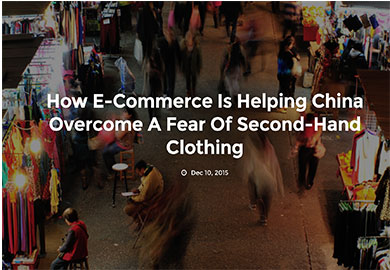 How E-Commerce Is Helping China
Overcome A Fear Of Second-Hand
Clothing
Dec 10, 2015